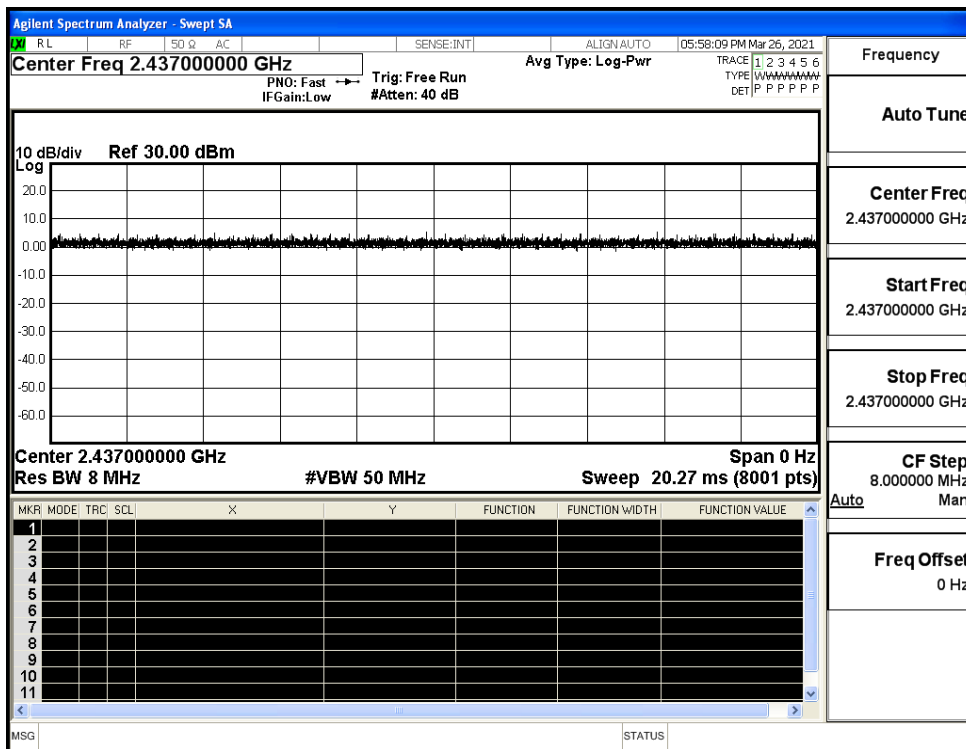 Agilent Spectrum Analyzer - Swept SA
LXI RL RF 50 Ω AC SENSE:INT ALIGN AUTO 05:58:09 PM Mar 26, 2021
Center Freq 2.437000000 GHz
PNO: Fast
IFGain:Low
Trig: Free Run
#Atten: 40 dB
Avg Type: Log-Pwr
TRACE 1 2 3 4 5 6
TYPE WWWWWW
DET P P P P P P
10 dB/div Ref 30.00 dBm
Log
20.0
10.0
0.00
-10.0
-20.0
-30.0
-40.0
-50.0
-60.0
Center 2.437000000 GHz Span 0 Hz
Res BW 8 MHz #VBW 50 MHz Sweep 20.27 ms (8001 pts)
MKR MODE TRC SCL X Y FUNCTION FUNCTION WIDTH FUNCTION VALUE
1
2
3
4
5
6
7
8
9
10
11
MSG STATUS
Frequency
Auto Tune
Center Freq
2.437000000 GHz
Start Freq
2.437000000 GHz
Stop Freq
2.437000000 GHz
CF Step
8.000000 MHz
Auto Man
Freq Offset
0 Hz